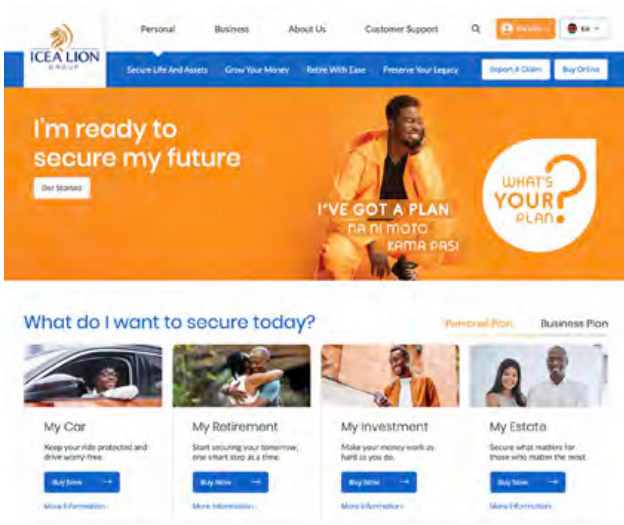 Personal Business About Us Customer Support
KE
ICEA LION
GROUP
Secure Life And Assets Grow Your Money Retire With Ease Preserve Your Legacy Report A Claim Buy Online
I'm ready to
secure my future
Get Started
I'VE GOT A PLAN
NA NI MOTO
KAMA PASI
WHAT'S
YOUR
PLAN?
What do I want to secure today?
Personal Plan Business Plan
My Car
Keep your ride protected and
drive worry-free.
Buy Now →
More Information ›
My Retirement
Start securing your tomorrow,
one smart step at a time.
Buy Now →
More Information ›
My Investment
Make your money work as
hard as you do.
Buy Now →
More Information ›
My Estate
Secure what matters for
those who matter the most.
Buy Now →
More Information ›